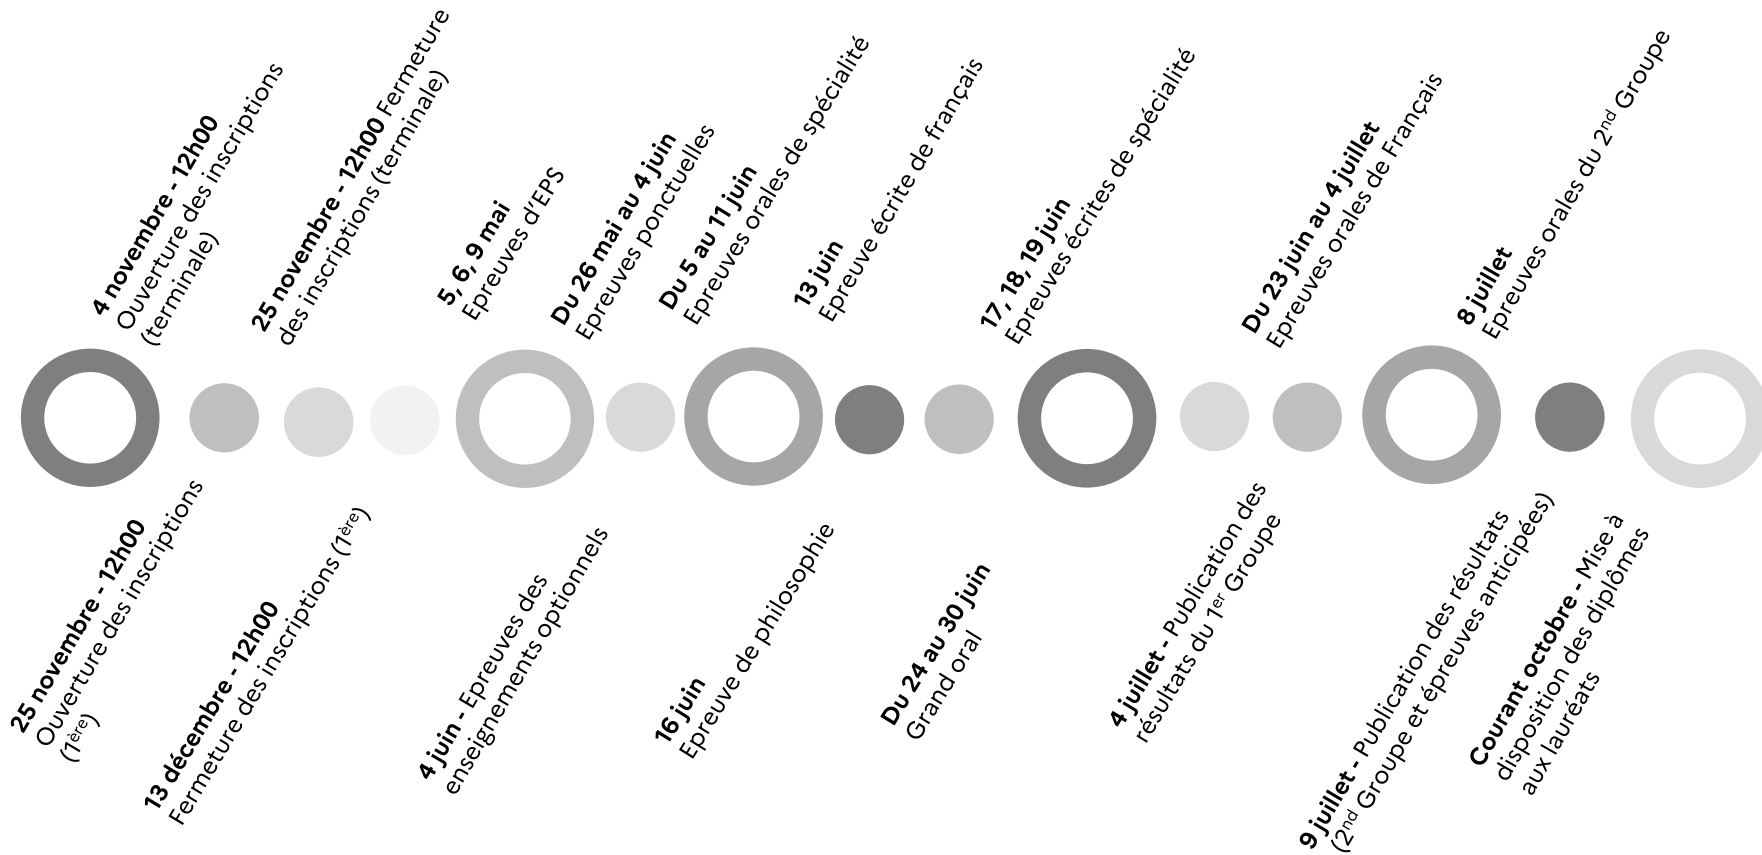 4 novembre - 12h00
Ouverture des inscriptions
(terminale)
25 novembre - 12h00 Fermeture
des inscriptions (terminale)
5, 6, 9 mai
Epreuves d’EPS
Du 26 mai au 4 juin
Epreuves ponctuelles
Du 5 au 11 juin
Epreuves orales de spécialité
13 juin
Epreuve écrite de français
17, 18, 19 juin
Epreuves écrites de spécialité
Du 23 juin au 4 juillet
Epreuves orales de Français
8 juillet
Epreuves orales du 2nd Groupe
25 novembre - 12h00
Ouverture des inscriptions
(1ère)
13 décembre - 12h00
Fermeture des inscriptions (1ère)
4 juin - Epreuves des
enseignements optionnels
16 juin
Epreuve de philosophie
Du 24 au 30 juin
Grand oral
4 juillet - Publication des
résultats du 1er Groupe
9 juillet - Publication des résultats
(2nd Groupe et épreuves anticipées)
Courant octobre - Mise à
disposition des diplômes
aux lauréats